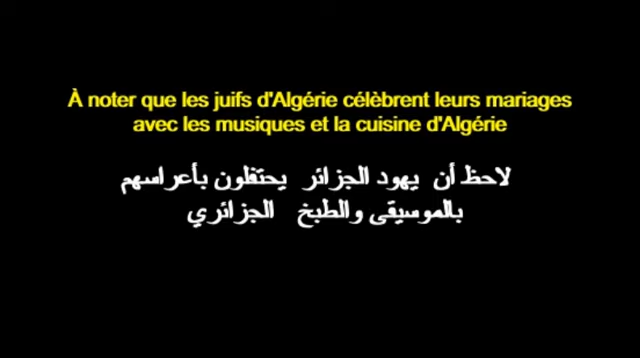 À noter que les juifs d'Algérie célèbrent leurs mariages
avec les musiques et la cuisine d'Algérie
لاحظ أن يهود الجزائر يحتفلون بأعراسهم
بالموسيقى والطبخ الجزائري